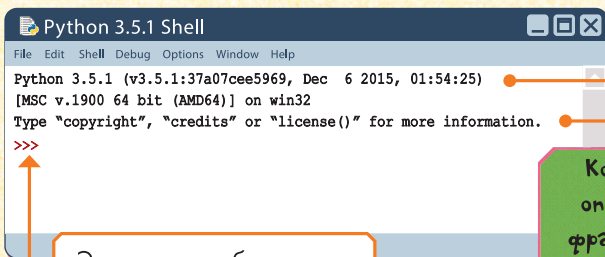 Python 3.5.1 Shell
File Edit Shell Debug Options Window Help
Python 3.5.1 (v3.5.1:37a07cee5969, Dec 6 2015, 01:54:25)
[MSC v.1900 64 bit (AMD64)] on win32
Type “copyright”, “credits” or “license()” for more information.
>>>